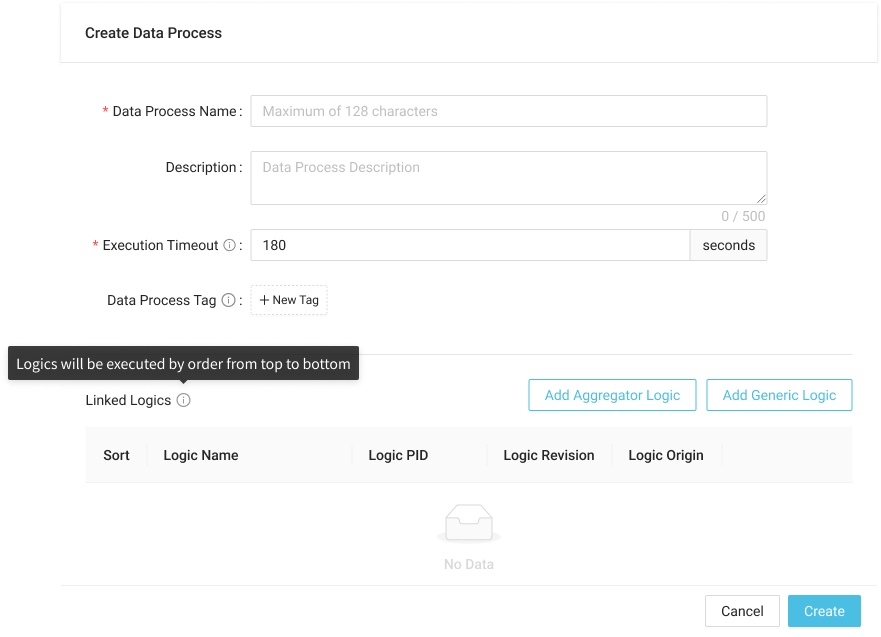 Create Data Process
* Data Process Name : Maximum of 128 characters
Description : Data Process Description
0 / 500
* Execution Timeout : 180 seconds
Data Process Tag : + New Tag
Logics will be executed by order from top to bottom
Linked Logics Add Aggregator Logic Add Generic Logic
Sort Logic Name Logic PID Logic Revision Logic Origin
No Data
Cancel Create